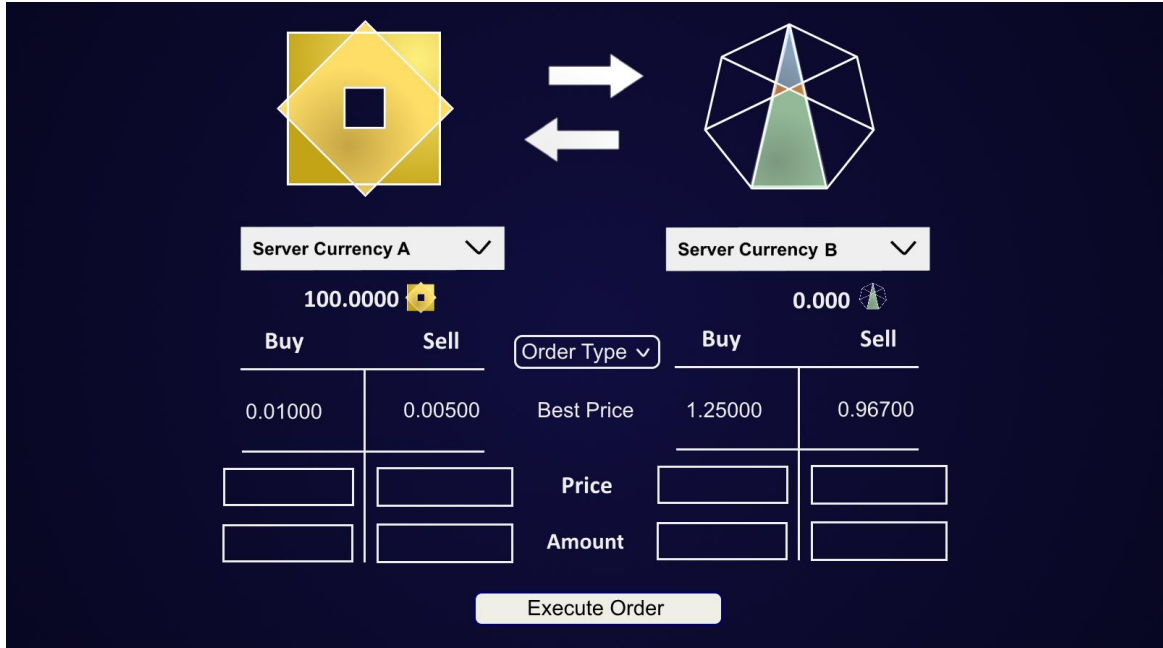 Server Currency A
Server Currency B
100.0000
0.000
Buy Sell
Order Type
Buy Sell
0.01000 0.00500 Best Price 1.25000 0.96700
Price
Amount
Execute Order